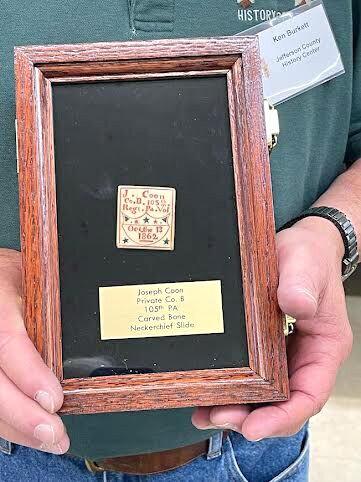 HISTORY
Ken Burkett
Jefferson County
History Center
J. Coon
Co. B. 105th
Regt. Pa. Vol
13
1862
Joseph Coon
Private Co. B
105th PA
Carved Bone
Neckerchief Slide